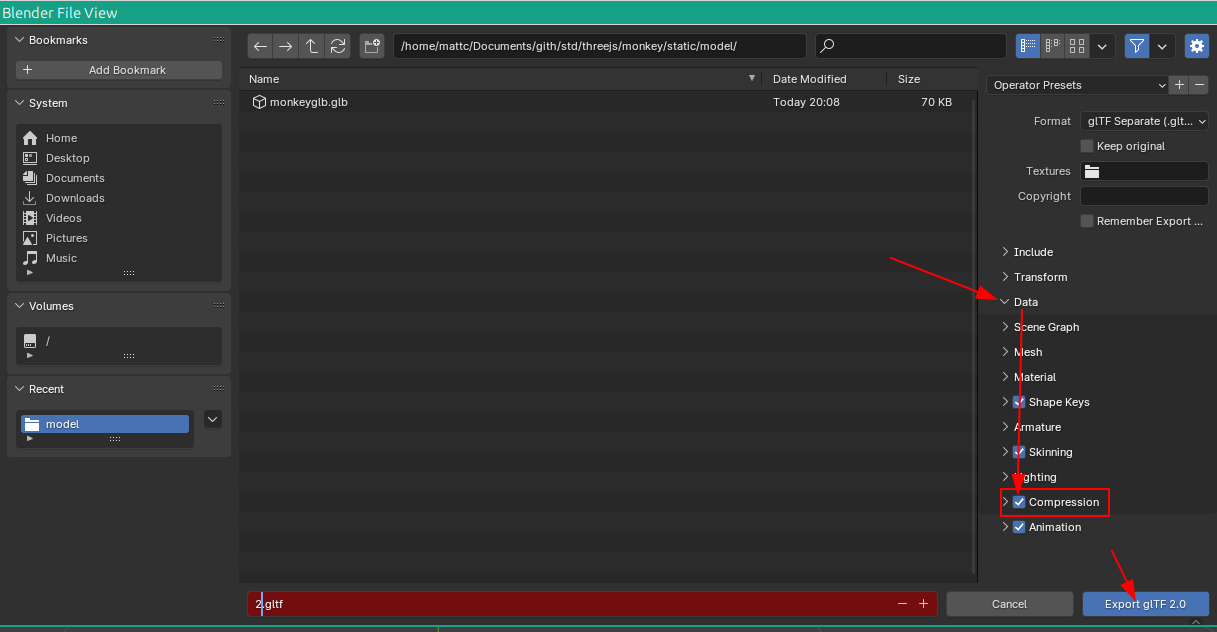 Blender File View
Bookmarks
Add Bookmark
System
Home
Desktop
Documents
Downloads
Videos
Pictures
Music
Volumes
/
Recent
model
/home/mattc/Documents/gith/std/threejs/monkey/static/model/
Name Date Modified Size
monkeyglb.glb Today 20:08 70 KB
2.gltf
Operator Presets
Format glTF Separate (.glt...
Keep original
Textures
Copyright
Remember Export ...
Include
Transform
Data
Scene Graph
Mesh
Material
Shape Keys
Armature
Skinning
Lighting
Compression
Animation
Cancel
Export glTF 2.0